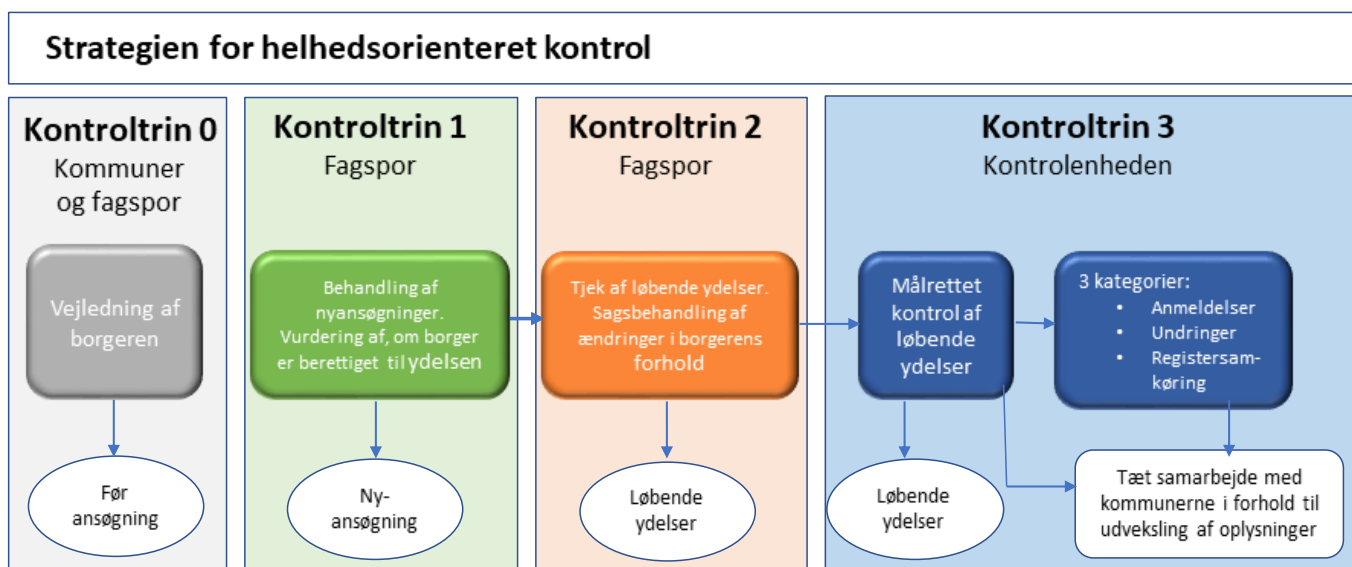 Strategien for helhedsorienteret kontrol
Kontroltrin 0
Kommuner
og fagspor
Vejledning af
borgeren
Før
ansøgning
Kontroltrin 1
Fagspor
Behandling af
nyansøgninger.
Vurdering af, om borger
er berettiget til ydelsen
Ny-
ansøgning
Kontroltrin 2
Fagspor
Tjek af løbende ydelser.
Sagsbehandling af
ændringer i borgerens
forhold
Løbende
ydelser
Kontroltrin 3
Kontrolenheden
Målrettet
kontrol af
løbende
ydelser
Løbende
ydelser
3 kategorier:
• Anmeldelser
• Undringer
• Registersam-
køring
Tæt samarbejde med
kommunerne i forhold til
udveksling af oplysninger